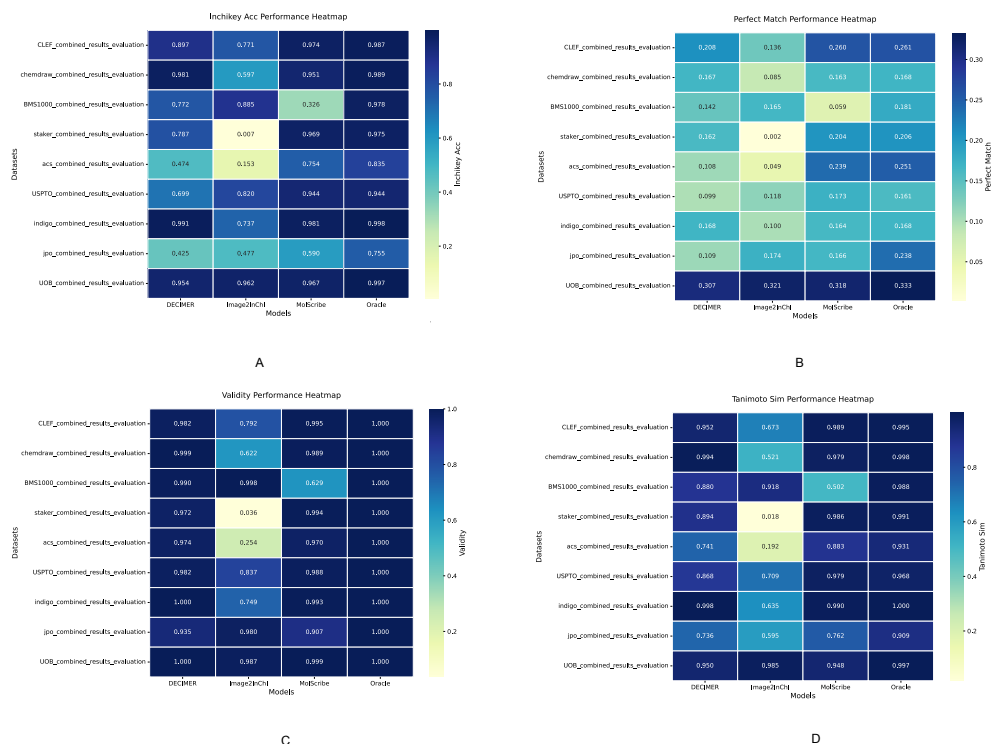 Inchikey Acc Performance Heatmap
CLEF_combined_results_evaluation 0.897 0.771 0.974 0.987
chemdraw_combined_results_evaluation 0.981 0.597 0.951 0.989
BMS1000_combined_results_evaluation 0.772 0.885 0.326 0.978
staker_combined_results_evaluation 0.787 0.007 0.969 0.975
acs_combined_results_evaluation 0.474 0.153 0.754 0.835
USPTO_combined_results_evaluation 0.699 0.820 0.944 0.944
indigo_combined_results_evaluation 0.991 0.737 0.981 0.998
jpo_combined_results_evaluation 0.425 0.477 0.590 0.755
UOB_combined_results_evaluation 0.954 0.962 0.967 0.997
DECIMER Image2InChI MolScribe Oracle
Models
Datasets
0.8
0.6
0.4
0.2
Inchikey Acc
A
Perfect Match Performance Heatmap
CLEF_combined_results_evaluation 0.208 0.136 0.260 0.261
chemdraw_combined_results_evaluation 0.167 0.085 0.163 0.168
BMS1000_combined_results_evaluation 0.142 0.165 0.059 0.181
staker_combined_results_evaluation 0.162 0.002 0.204 0.206
acs_combined_results_evaluation 0.108 0.049 0.239 0.251
USPTO_combined_results_evaluation 0.099 0.118 0.173 0.161
indigo_combined_results_evaluation 0.168 0.100 0.164 0.168
jpo_combined_results_evaluation 0.109 0.174 0.166 0.238
UOB_combined_results_evaluation 0.307 0.321 0.318 0.333
DECIMER Image2InChI MolScribe Oracle
Models
Datasets
0.30
0.25
0.20
0.15
0.10
0.05
Perfect Match
B
Validity Performance Heatmap
CLEF_combined_results_evaluation 0.982 0.792 0.995 1.000
chemdraw_combined_results_evaluation 0.999 0.622 0.989 1.000
BMS1000_combined_results_evaluation 0.990 0.998 0.629 1.000
staker_combined_results_evaluation 0.972 0.036 0.994 1.000
acs_combined_results_evaluation 0.974 0.254 0.970 1.000
USPTO_combined_results_evaluation 0.982 0.837 0.988 1.000
indigo_combined_results_evaluation 1.000 0.749 0.993 1.000
jpo_combined_results_evaluation 0.935 0.980 0.907 1.000
UOB_combined_results_evaluation 1.000 0.987 0.999 1.000
DECIMER Image2InChI MolScribe Oracle
Models
Datasets
1.0
0.8
0.6
0.4
0.2
Validity
C
Tanimoto Sim Performance Heatmap
CLEF_combined_results_evaluation 0.952 0.673 0.989 0.995
chemdraw_combined_results_evaluation 0.994 0.521 0.979 0.998
BMS1000_combined_results_evaluation 0.880 0.918 0.502 0.988
staker_combined_results_evaluation 0.894 0.018 0.986 0.991
acs_combined_results_evaluation 0.741 0.192 0.883 0.931
USPTO_combined_results_evaluation 0.868 0.709 0.979 0.968
indigo_combined_results_evaluation 0.998 0.635 0.990 1.000
jpo_combined_results_evaluation 0.736 0.595 0.762 0.909
UOB_combined_results_evaluation 0.950 0.985 0.948 0.997
DECIMER Image2InChI MolScribe Oracle
Models
Datasets
0.8
0.6
0.4
0.2
Tanimoto Sim
D